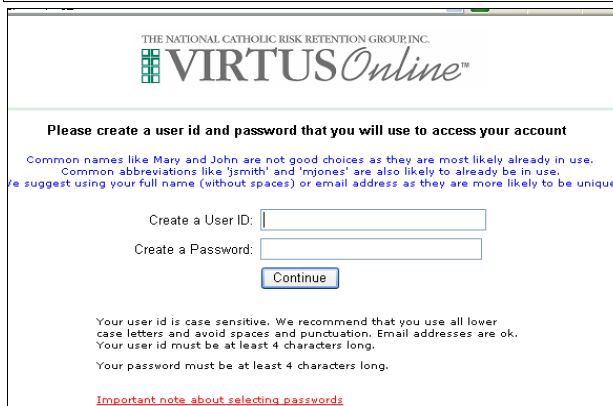 THE NATIONAL CATHOLIC RISK RETENTION GROUP, INC.
VIRTUS Online™
Please create a user id and password that you will use to access your account
Common names like Mary and John are not good choices as they are most likely already in use.
Common abbreviations like 'jsmith' and 'mjones' are also likely to already be in use.
We suggest using your full name (without spaces) or email address as they are more likely to be unique
Create a User ID:
Create a Password:
Continue
Your user id is case sensitive. We recommend that you use all lower
case letters and avoid spaces and punctuation. Email addresses are ok.
Your user id must be at least 4 characters long.
Your password must be at least 4 characters long.
Important note about selecting passwords